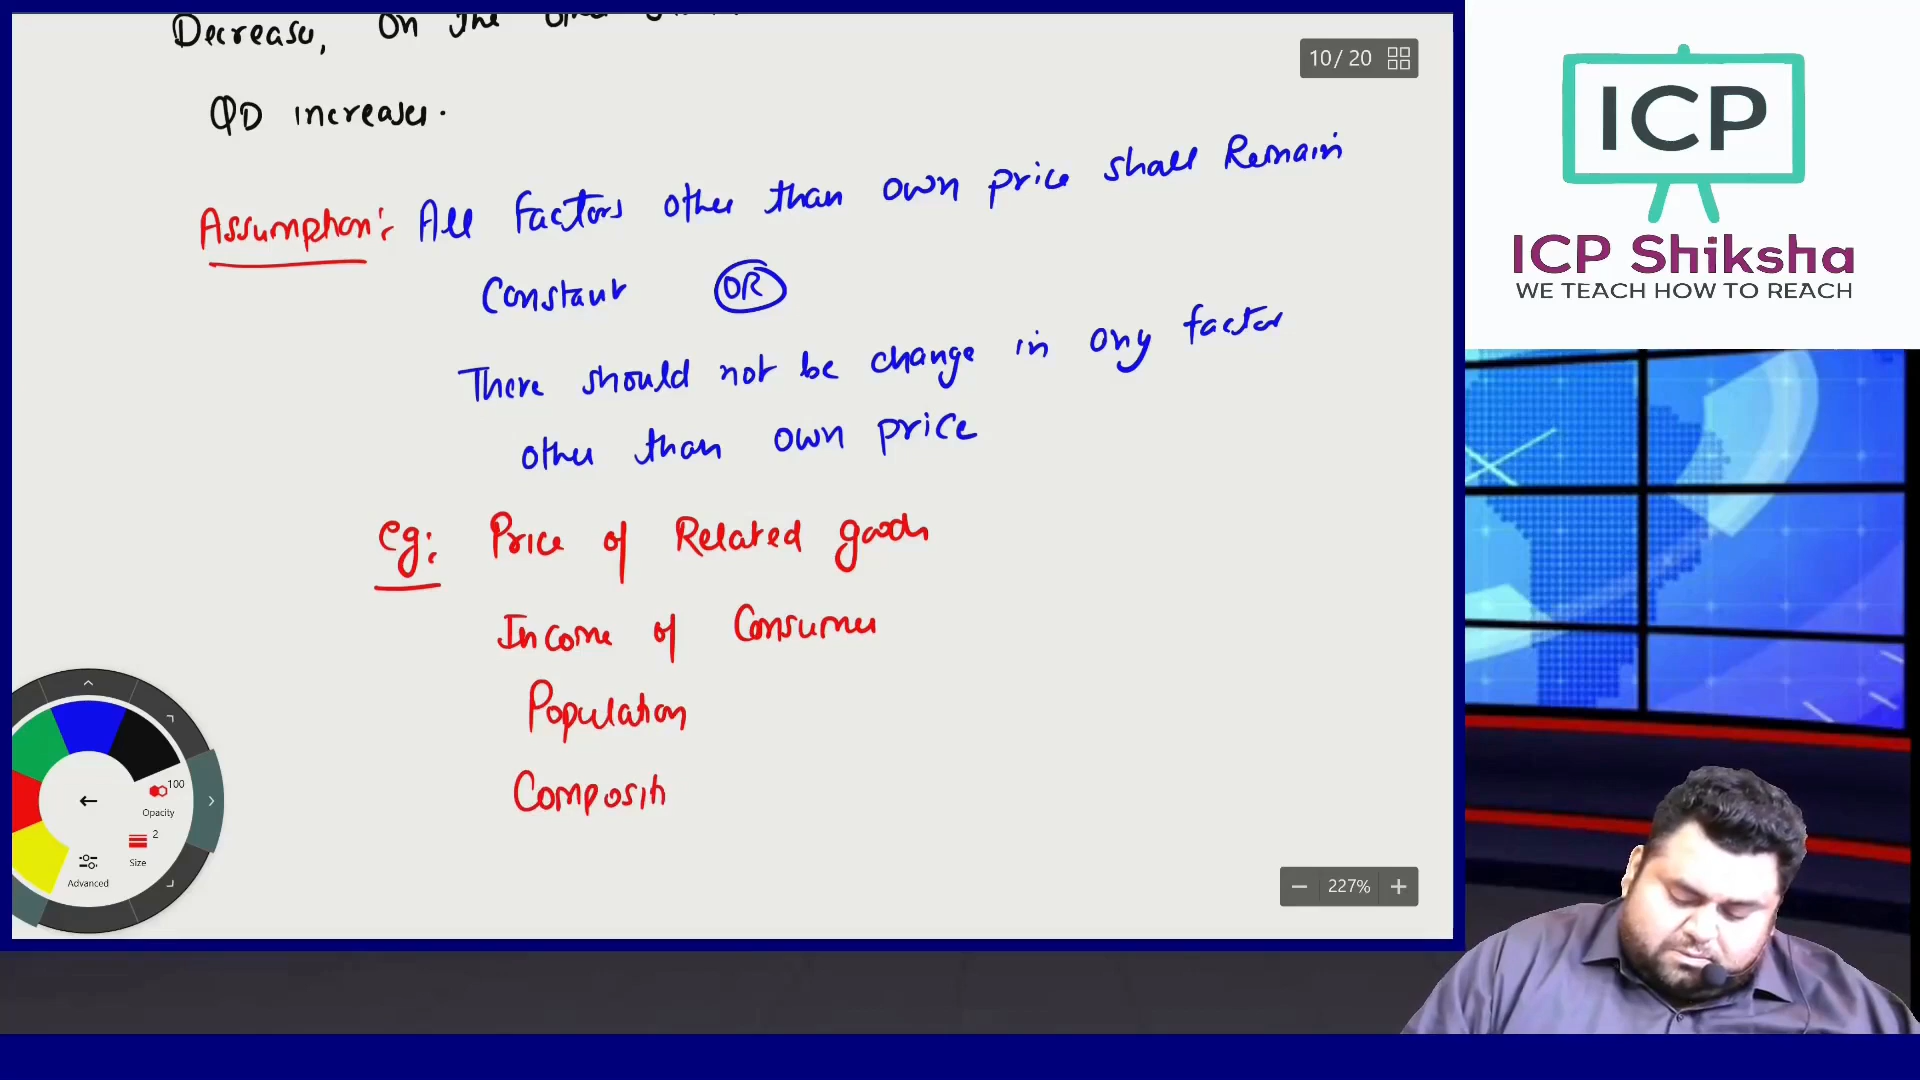 Decrease, On the other
QD increases.
Assumption: All factors other than own price shall Remain
Constant OR
There should not be change in any factor
other than own price
eg: Price of Related goods
Income of Consumer
Population
Compositi
10/ 20
100
Opacity
2
Size
Advanced
227%
ICP
ICP Shiksha
WE TEACH HOW TO REACH